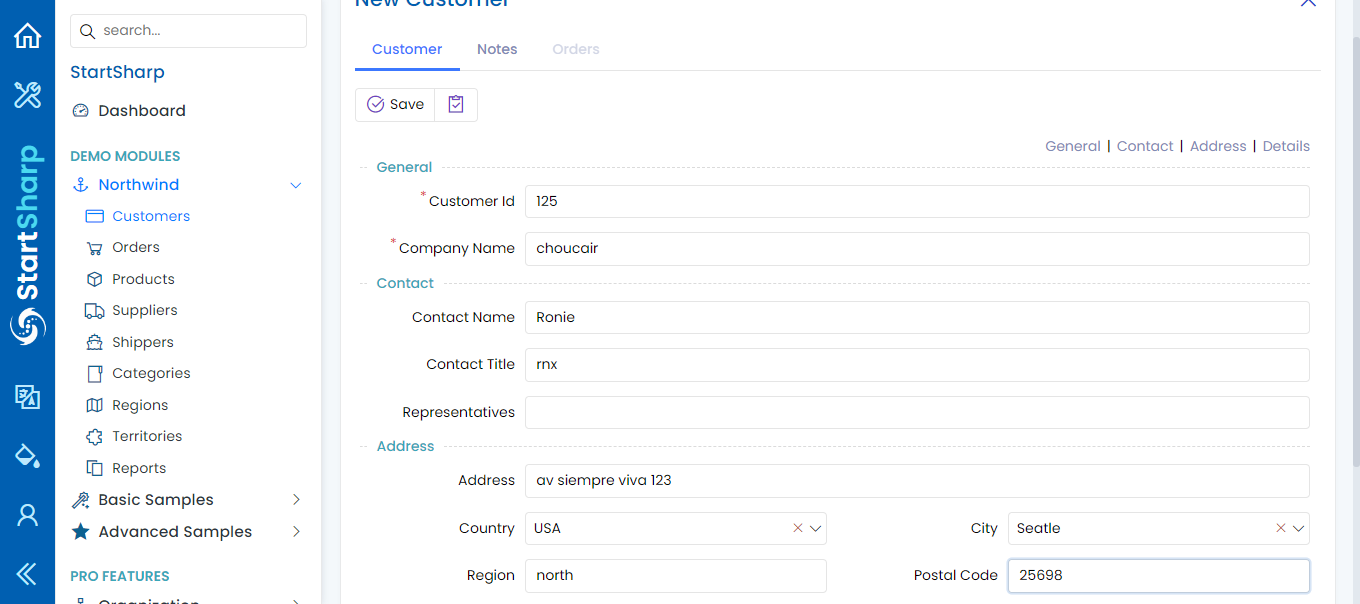 New Customer
search...
StartSharp
Dashboard
DEMO MODULES
Northwind
Customers
Orders
Products
Suppliers
Shippers
Categories
Regions
Territories
Reports
Basic Samples
Advanced Samples
PRO FEATURES
Organization
StartSharp
Customer Notes Orders
Save
General | Contact | Address | Details
General
*Customer Id 125
*Company Name choucair
Contact
Contact Name Ronie
Contact Title rnx
Representatives
Address
Address av siempre viva 123
Country USA City Seatle
Region north Postal Code 25698